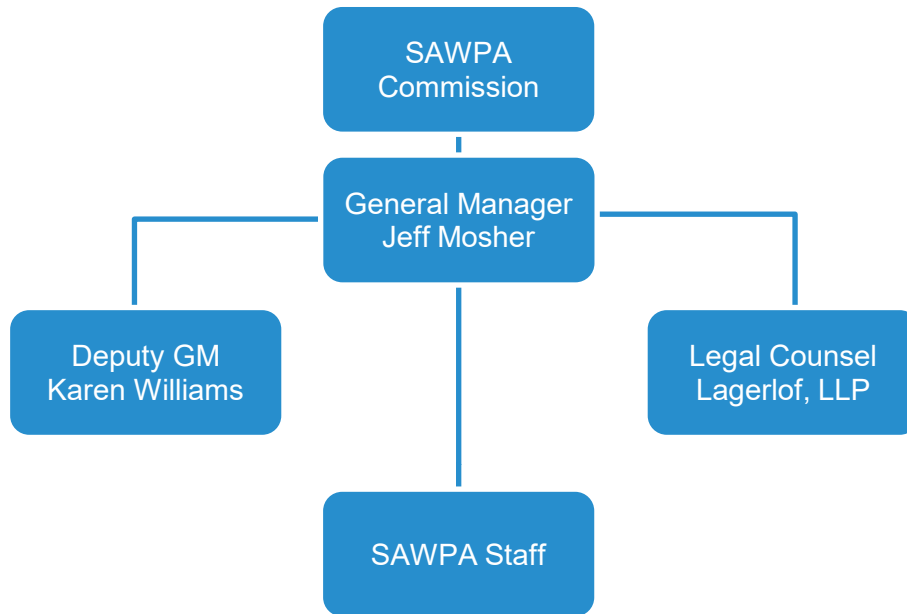 SAWPA
Commission
General Manager
Jeff Mosher
Deputy GM
Karen Williams
Legal Counsel
Lagerlof, LLP
SAWPA Staff